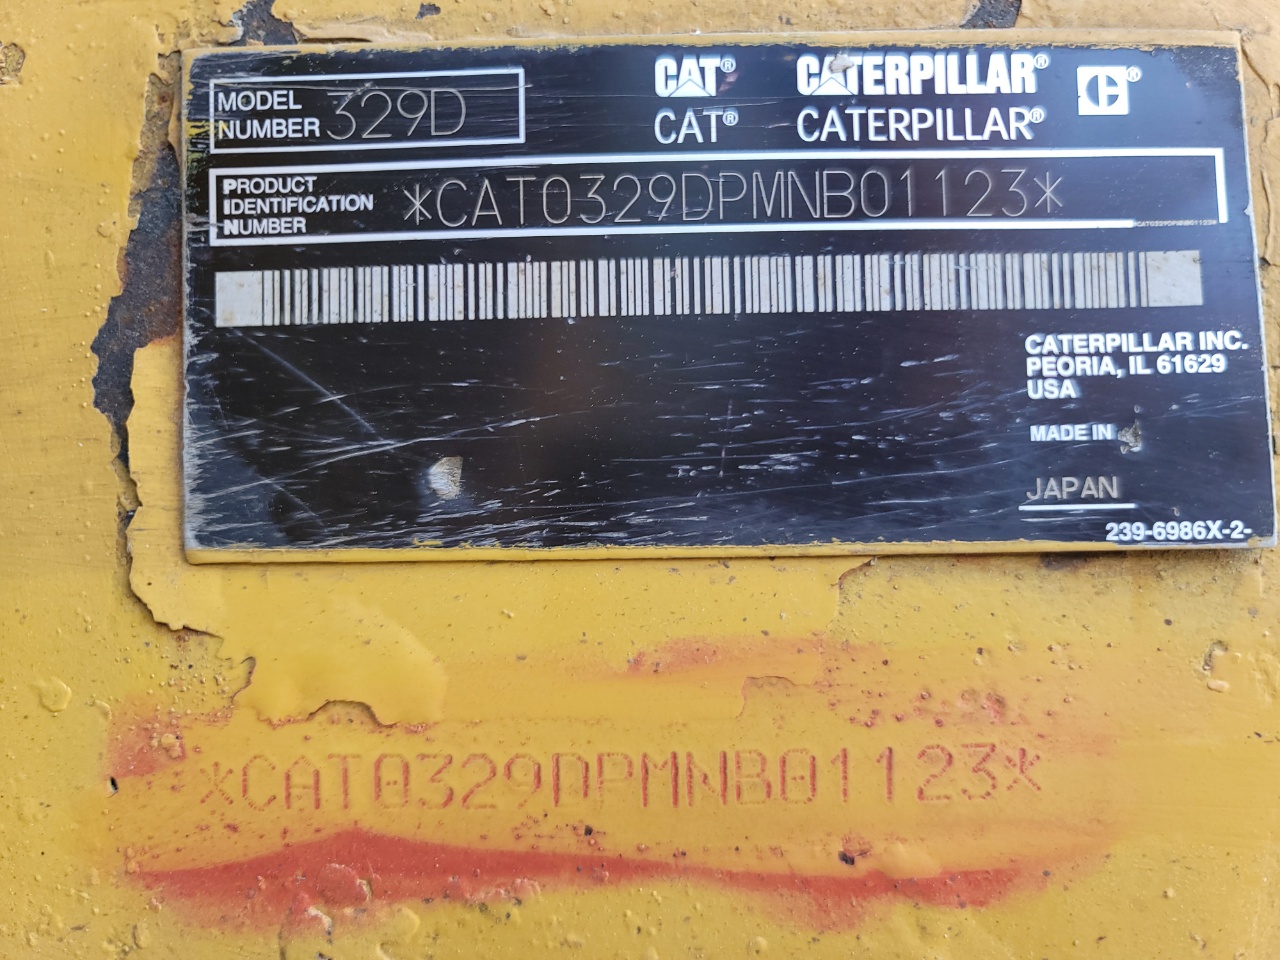 MODEL NUMBER 329D
CAT® CATERPILLAR® C®
CAT® CATERPILLAR®
PRODUCT
IDENTIFICATION
NUMBER
*CAT0329DPMNB01123*
*CAT0329DPMNB01123*
CATERPILLAR INC.
PEORIA, IL 61629
USA
MADE IN
JAPAN
239-6986X-2-
*CAT0329DPMNB01123*